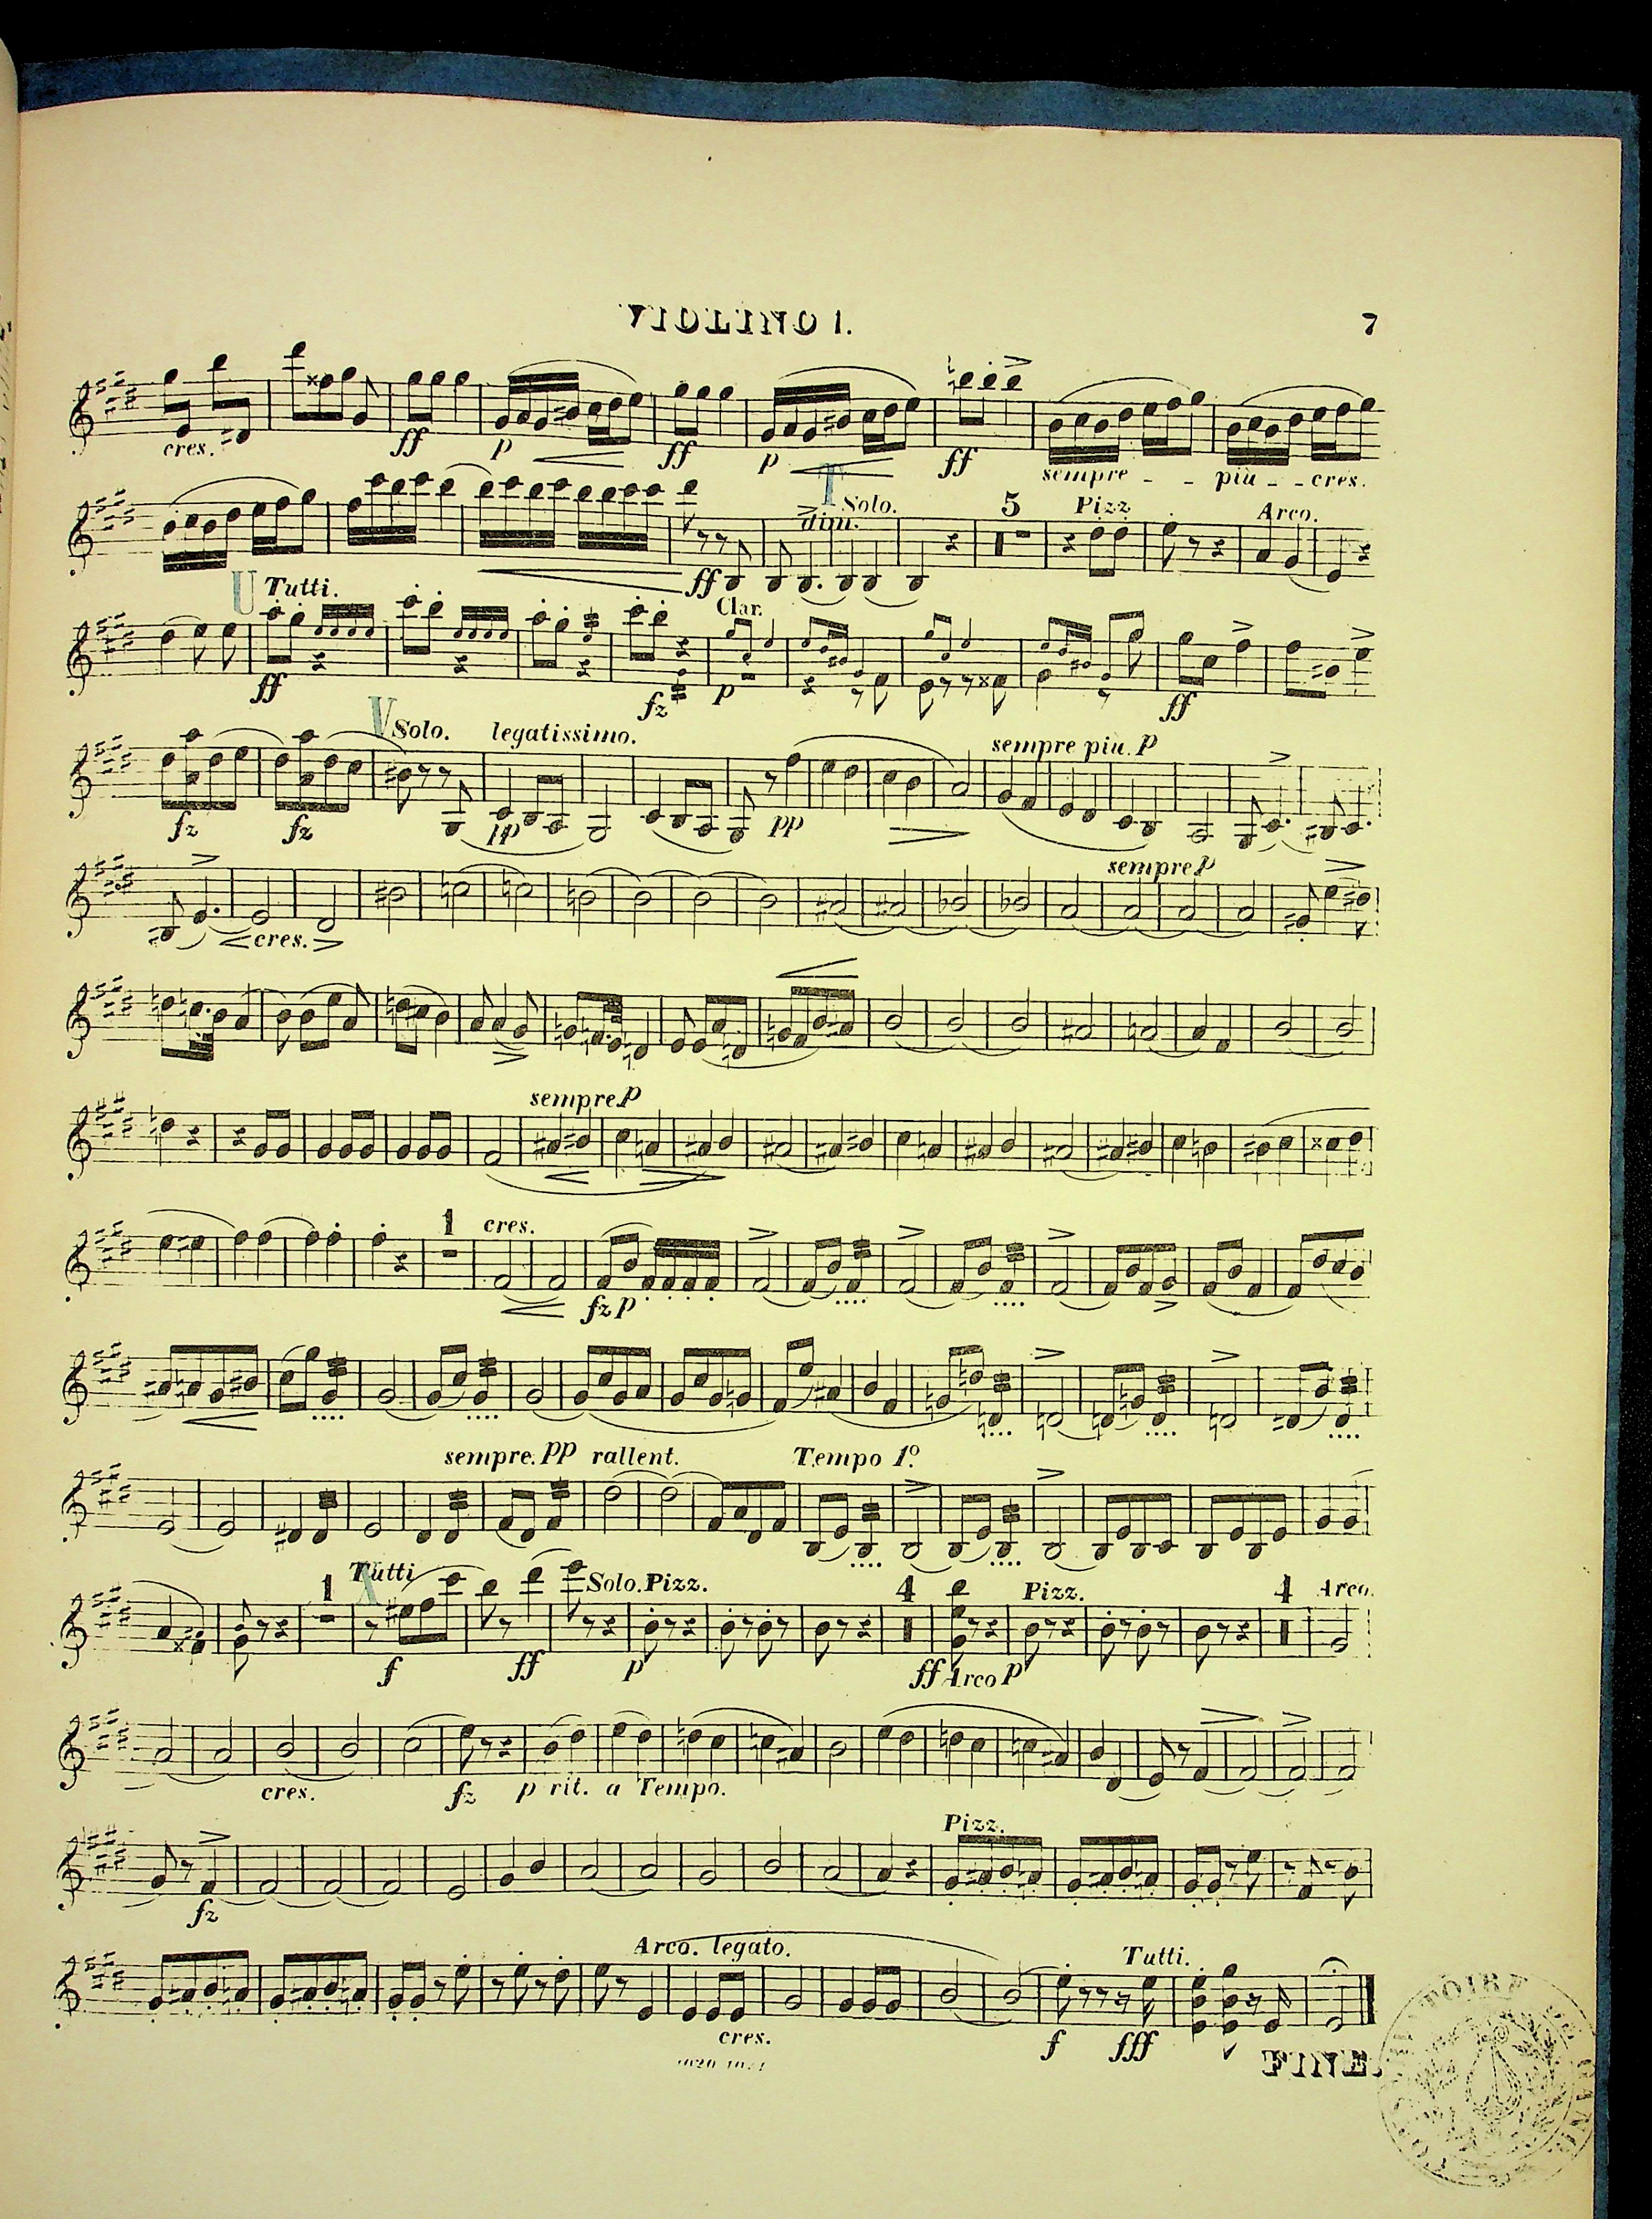 VIOLINO 1. 7
cres. ff p ff p ff sempre - - più - - cres.
T Solo. 5 Pizz. Arco.
dim.
ff
U Tutti. Clar.
ff fz p ff
V Solo. legatissimo. sempre piu p
fz fz pp pp
sempre p
cres.
sempre p
1 cres.
fz p
sempre pp rallent. Tempo 1º.
1 Tutti Solo. Pizz. 4 Pizz. 4 Arco.
X
f ff p ff Arco p
cres. fz p rit. a Tempo.
Pizz.
fz
Arco. legato. Tutti.
cres. f fff
FINE.